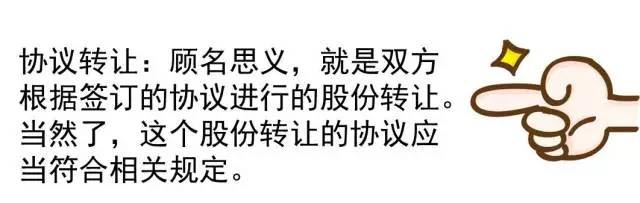 协议转让：顾名思义，就是双方
根据签订的协议进行的股份转让。
当然了，这个股份转让的协议应
当符合相关规定。